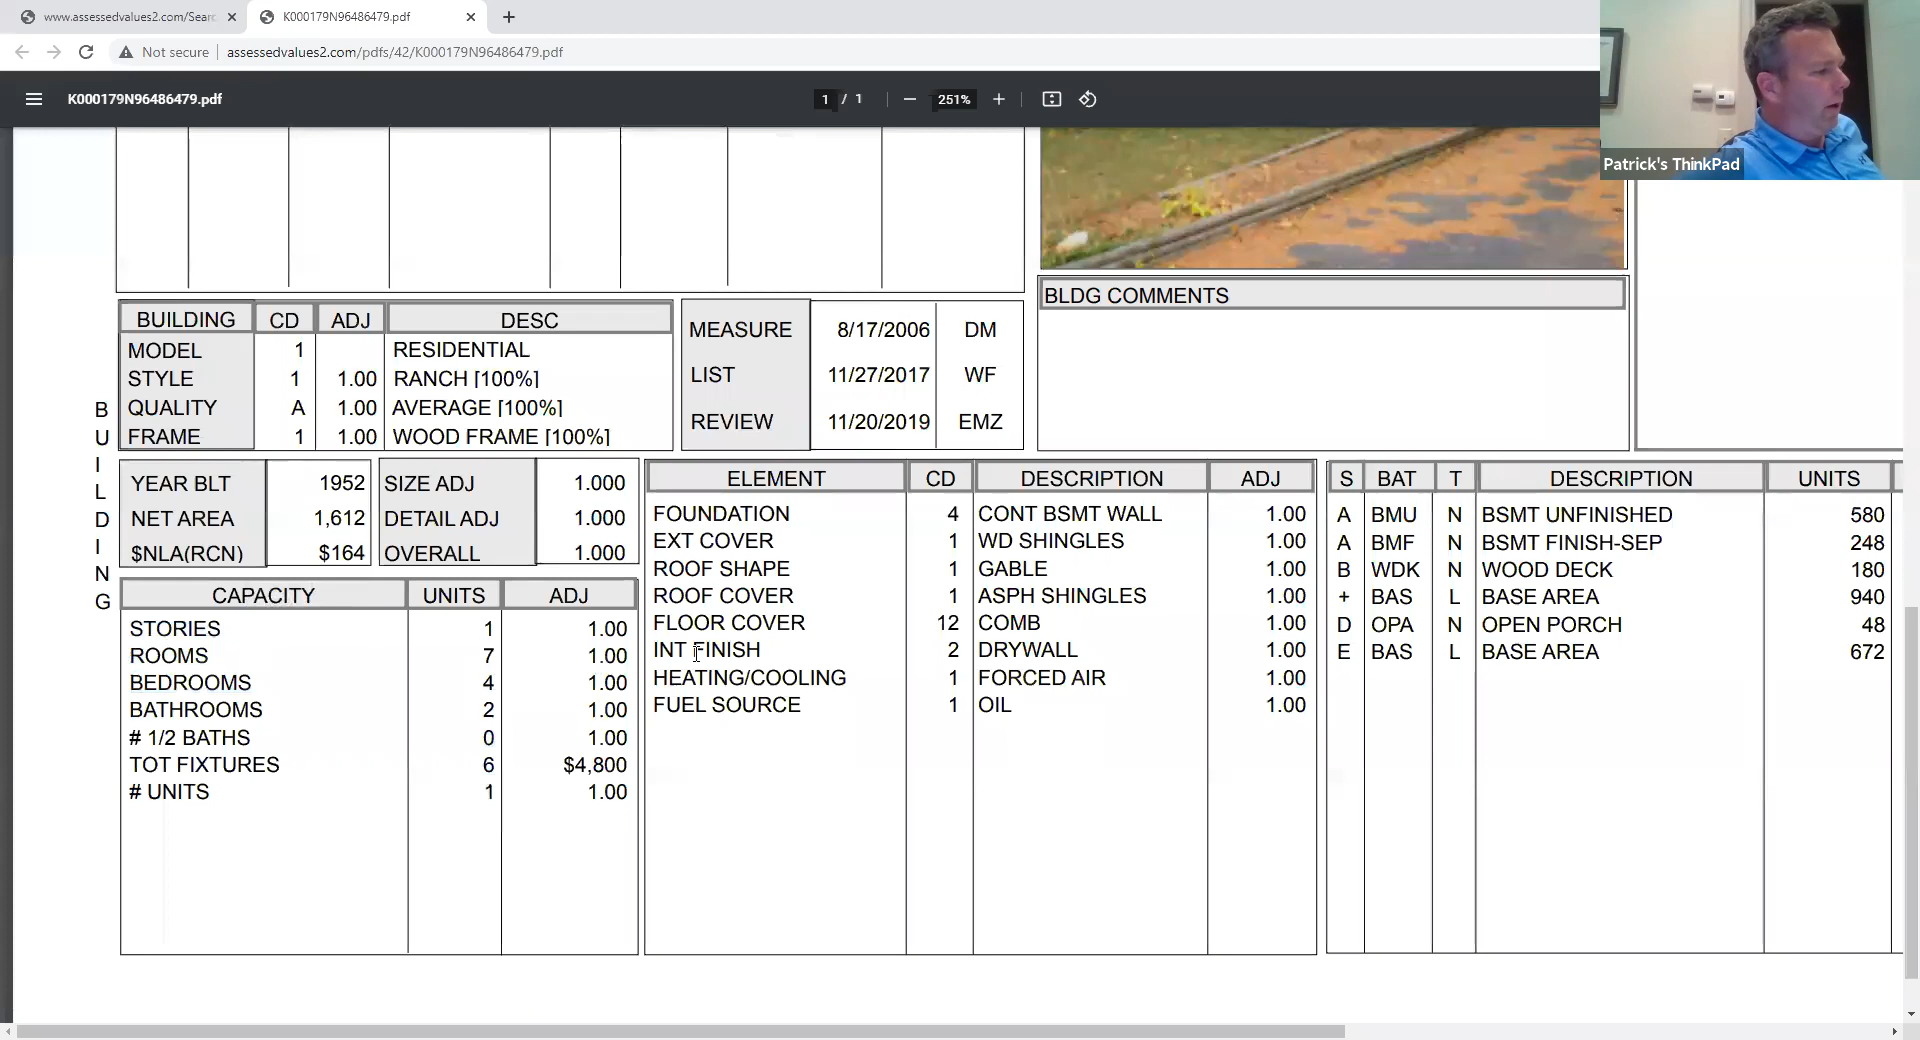 www.assessedvalues2.com/Sear
K000179N96486479.pdf
Not secure
assessedvalues2.com/pdfs/42/K000179N96486479.pdf
K000179N96486479.pdf
1 / 1
251%
Patrick's ThinkPad
BUILDING CD ADJ DESC
MODEL 1 RESIDENTIAL
STYLE 1 1.00 RANCH [100%]
QUALITY A 1.00 AVERAGE [100%]
FRAME 1 1.00 WOOD FRAME [100%]
MEASURE 8/17/2006 DM
LIST 11/27/2017 WF
REVIEW 11/20/2019 EMZ
BLDG COMMENTS
BUILDING
YEAR BLT 1952
NET AREA 1,612
$NLA(RCN) $164
SIZE ADJ 1.000
DETAIL ADJ 1.000
OVERALL 1.000
CAPACITY UNITS ADJ
STORIES 1 1.00
ROOMS 7 1.00
BEDROOMS 4 1.00
BATHROOMS 2 1.00
# 1/2 BATHS 0 1.00
TOT FIXTURES 6 $4,800
# UNITS 1 1.00
ELEMENT CD DESCRIPTION ADJ
FOUNDATION 4 CONT BSMT WALL 1.00
EXT COVER 1 WD SHINGLES 1.00
ROOF SHAPE 1 GABLE 1.00
ROOF COVER 1 ASPH SHINGLES 1.00
FLOOR COVER 12 COMB 1.00
INT FINISH 2 DRYWALL 1.00
HEATING/COOLING 1 FORCED AIR 1.00
FUEL SOURCE 1 OIL 1.00
S BAT T DESCRIPTION UNITS
A BMU N BSMT UNFINISHED 580
A BMF N BSMT FINISH-SEP 248
B WDK N WOOD DECK 180
+ BAS L BASE AREA 940
D OPA N OPEN PORCH 48
E BAS L BASE AREA 672